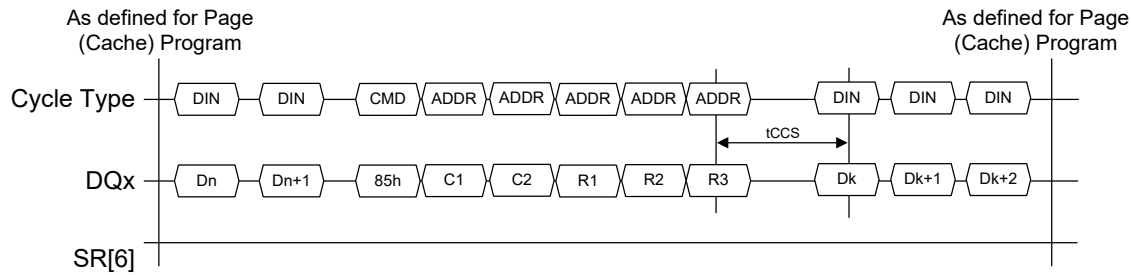 As defined for Page
(Cache) Program
As defined for Page
(Cache) Program
Cycle Type DIN DIN CMD ADDR ADDR ADDR ADDR ADDR DIN DIN DIN
tCCS
DQx Dn Dn+1 85h C1 C2 R1 R2 R3 Dk Dk+1 Dk+2
SR[6]